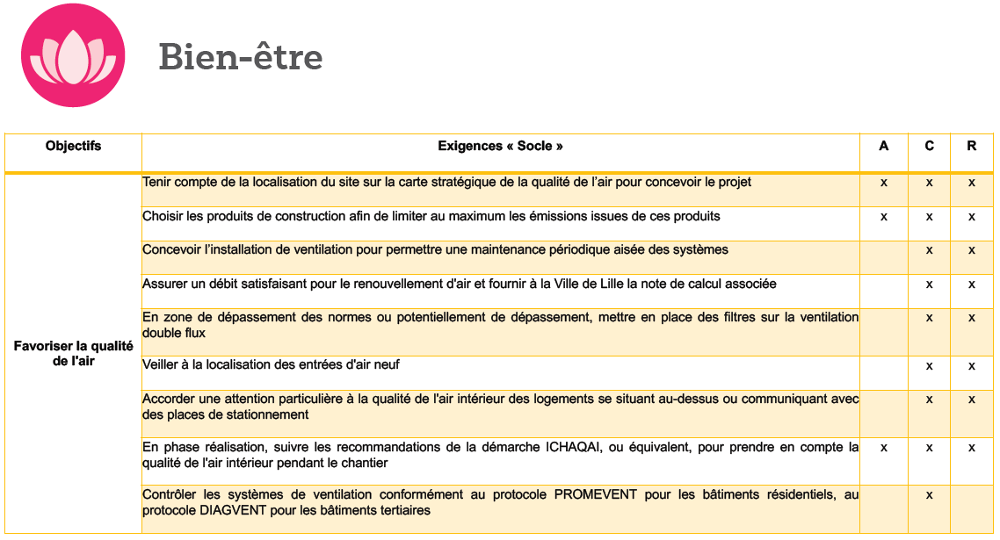 Bien-être
Objectifs Exigences « Socle » A C R
Tenir compte de la localisation du site sur la carte stratégique de la qualité de l’air pour concevoir le projet x x x
Choisir les produits de construction afin de limiter au maximum les émissions issues de ces produits x x x
Concevoir l’installation de ventilation pour permettre une maintenance périodique aisée des systèmes x x
Assurer un débit satisfaisant pour le renouvellement d'air et fournir à la Ville de Lille la note de calcul associée x x
En zone de dépassement des normes ou potentiellement de dépassement, mettre en place des filtres sur la ventilation x x
double flux
Favoriser la qualité
de l'air
Veiller à la localisation des entrées d'air neuf x x
Accorder une attention particulière à la qualité de l'air intérieur des logements se situant au-dessus ou communiquant avec x x
des places de stationnement
En phase réalisation, suivre les recommandations de la démarche ICHAQAI, ou équivalent, pour prendre en compte la x x x
qualité de l'air intérieur pendant le chantier
Contrôler les systèmes de ventilation conformément au protocole PROMEVENT pour les bâtiments résidentiels, au x
protocole DIAGVENT pour les bâtiments tertiaires